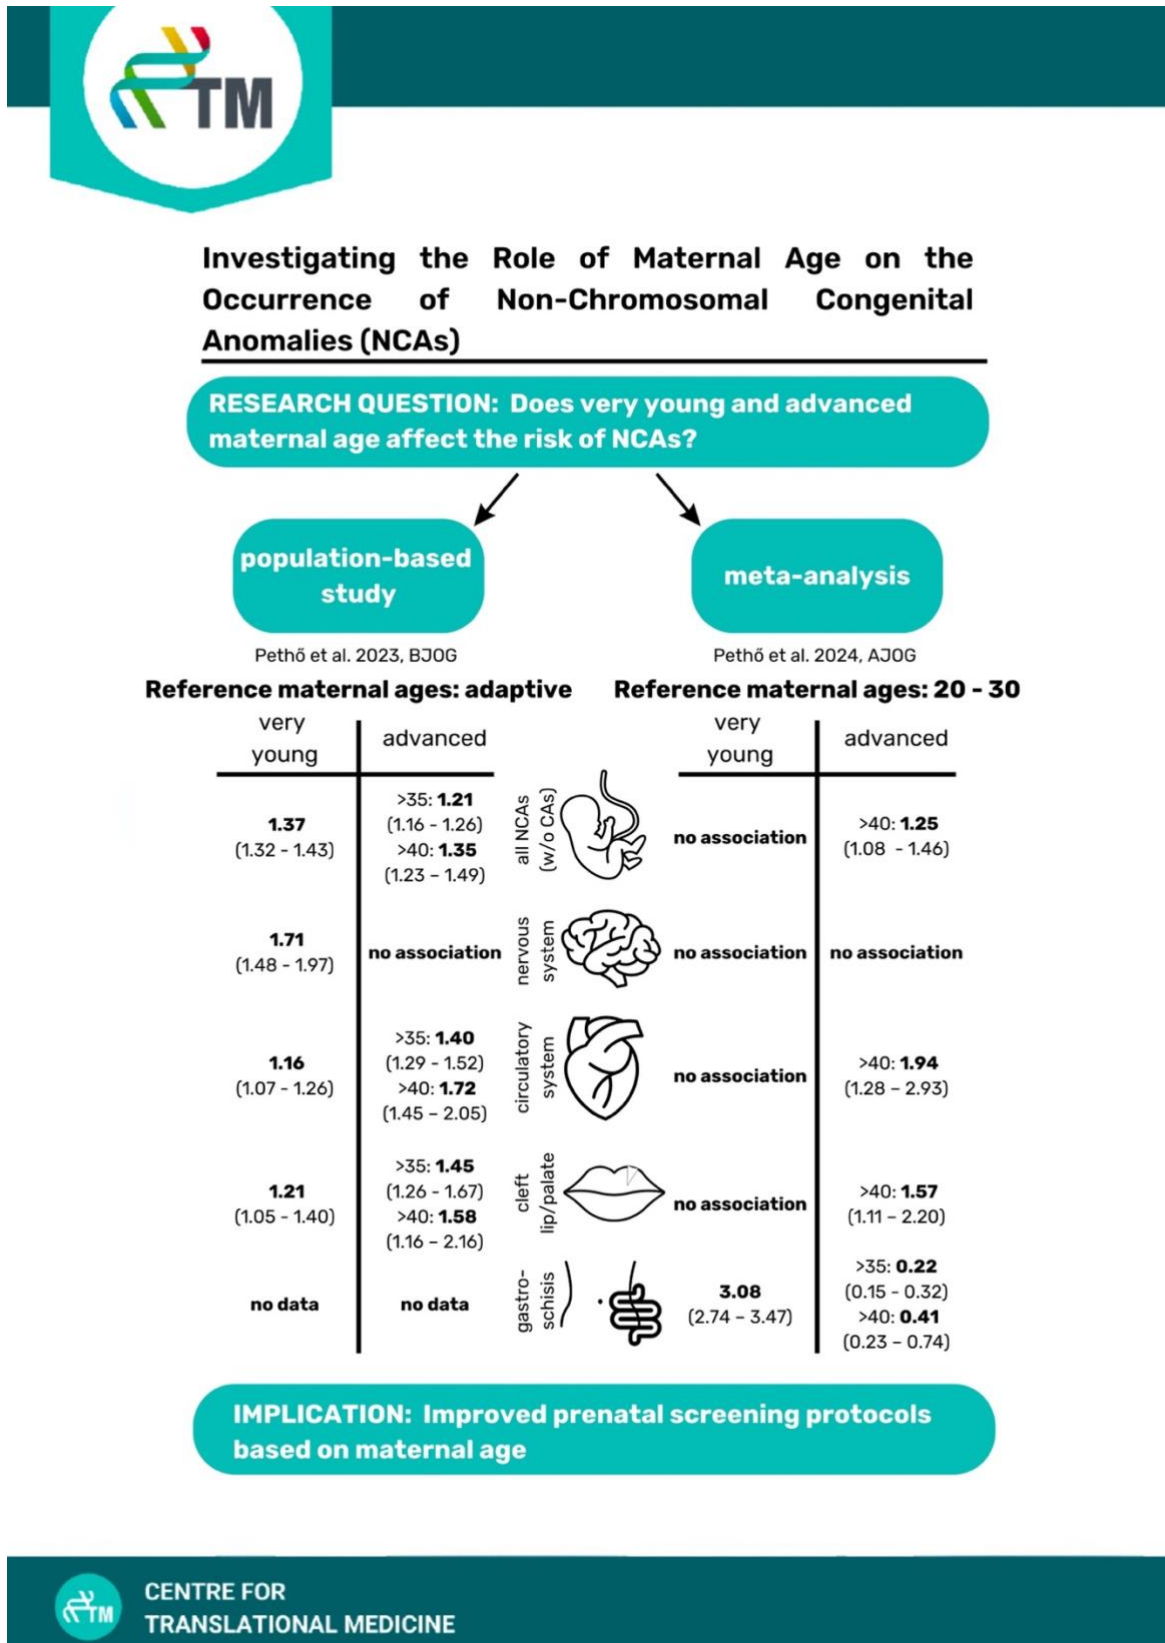 TM
Investigating the Role of Maternal Age on the
Occurrence of Non-Chromosomal Congenital
Anomalies (NCAs)
RESEARCH QUESTION: Does very young and advanced
maternal age affect the risk of NCAs?
population-based
study
meta-analysis
Pethő et al. 2023, BJOG
Pethő et al. 2024, AJOG
Reference maternal ages: adaptive
Reference maternal ages: 20 - 30
very
young
advanced
very
young
advanced
1.37
(1.32 - 1.43)
>35: 1.21
(1.16 - 1.26)
>40: 1.35
(1.23 – 1.49)
all NCAs
(w/o CAs)
no association
>40: 1.25
(1.08 - 1.46)
1.71
(1.48 - 1.97)
no association
nervous
system
no association
no association
1.16
(1.07 - 1.26)
>35: 1.40
(1.29 - 1.52)
>40: 1.72
(1.45 – 2.05)
circulatory
system
no association
>40: 1.94
(1.28 – 2.93)
1.21
(1.05 - 1.40)
>35: 1.45
(1.26 - 1.67)
>40: 1.58
(1.16 – 2.16)
cleft
lip/palate
no association
>40: 1.57
(1.11 – 2.20)
no data
no data
gastro-
schisis
3.08
(2.74 – 3.47)
>35: 0.22
(0.15 - 0.32)
>40: 0.41
(0.23 – 0.74)
IMPLICATION: Improved prenatal screening protocols
based on maternal age
TM
CENTRE FOR
TRANSLATIONAL MEDICINE